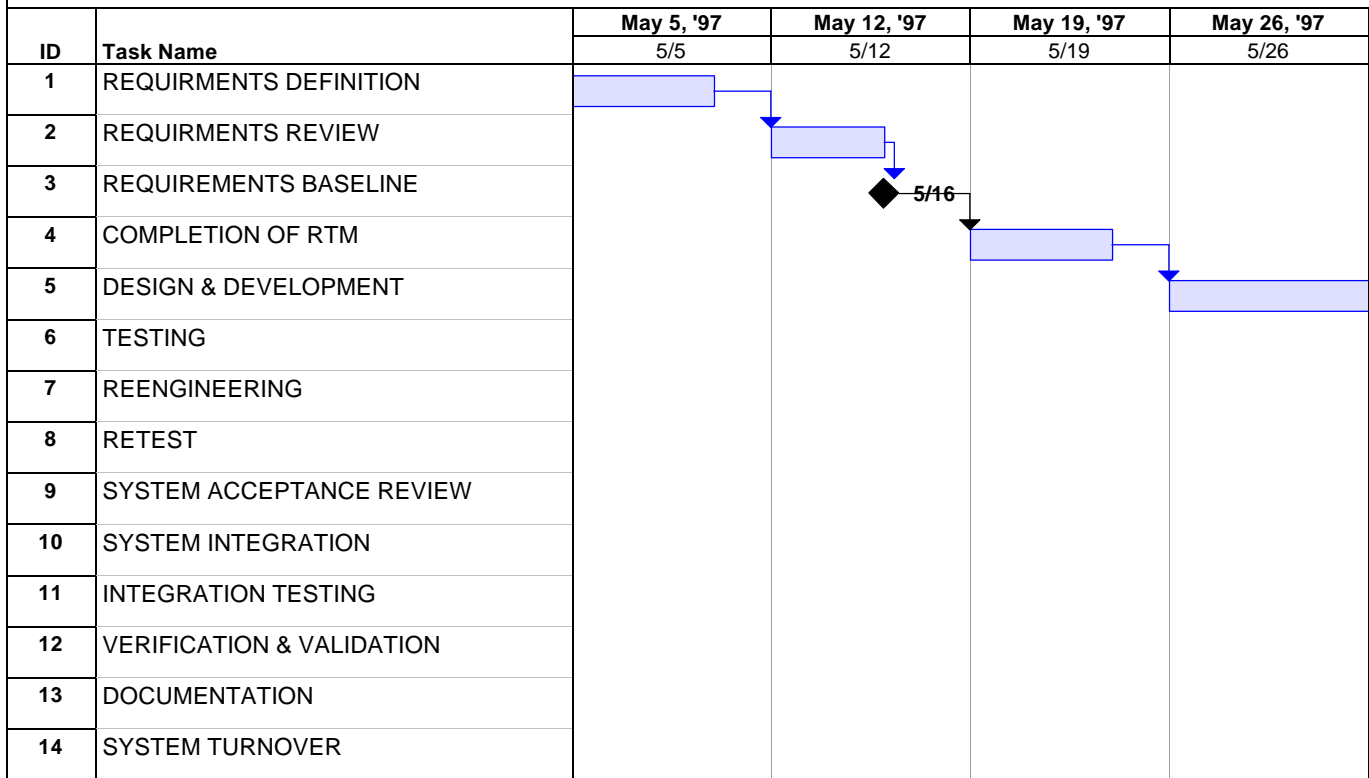 May 5, '97 May 12, '97 May 19, '97 May 26, '97
ID Task Name 5/5 5/12 5/19 5/26
1 REQUIRMENTS DEFINITION
2 REQUIRMENTS REVIEW
3 REQUIREMENTS BASELINE 5/16
4 COMPLETION OF RTM
5 DESIGN & DEVELOPMENT
6 TESTING
7 REENGINEERING
8 RETEST
9 SYSTEM ACCEPTANCE REVIEW
10 SYSTEM INTEGRATION
11 INTEGRATION TESTING
12 VERIFICATION & VALIDATION
13 DOCUMENTATION
14 SYSTEM TURNOVER